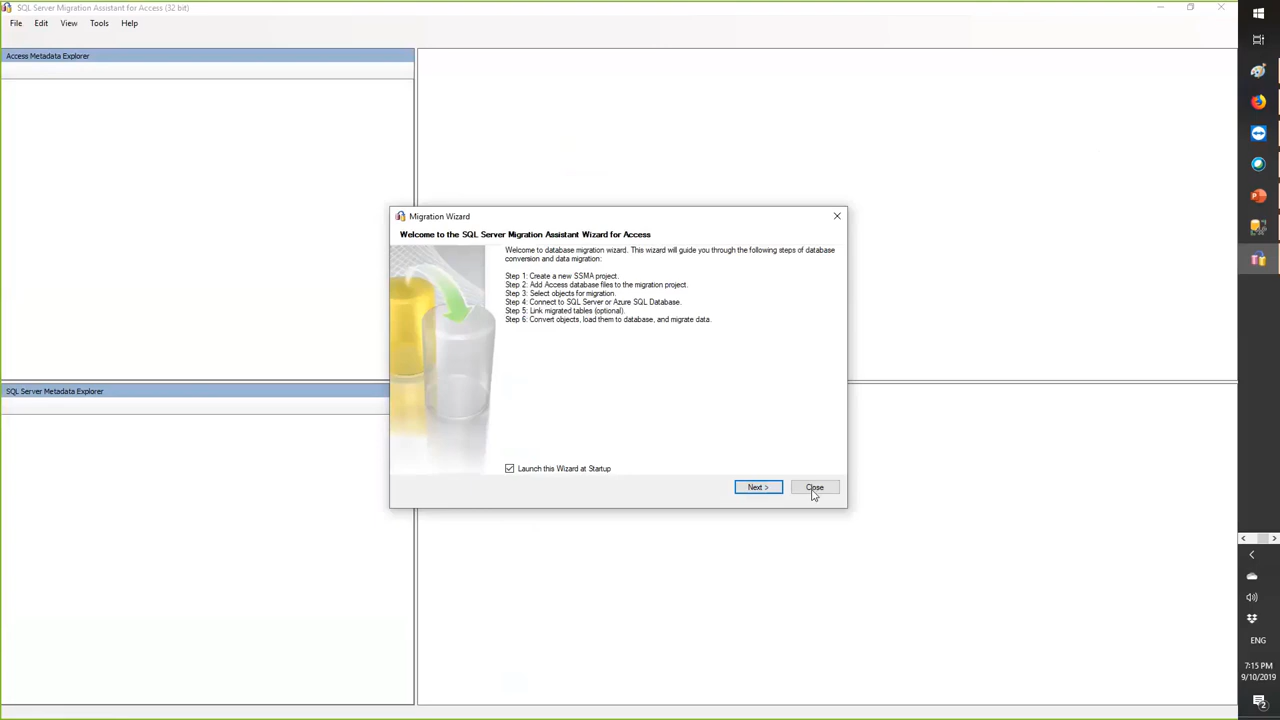 SQL Server Migration Assistant for Access (32 bit)
File Edit View Tools Help
Access Metadata Explorer
Migration Wizard
Welcome to the SQL Server Migration Assistant Wizard for Access
Welcome to database migration wizard. This wizard will guide you through the following steps of database
conversion and data migration:
Step 1: Create a new SSMA project.
Step 2: Add Access database files to the migration project.
Step 3: Select objects for migration.
Step 4: Connect to SQL Server or Azure SQL Database.
Step 5: Link migrated tables (optional).
Step 6: Convert objects, load them to database, and migrate data.
SQL Server Metadata Explorer
Launch this Wizard at Startup
Next > Close
ENG
7:15 PM
9/10/2019
2